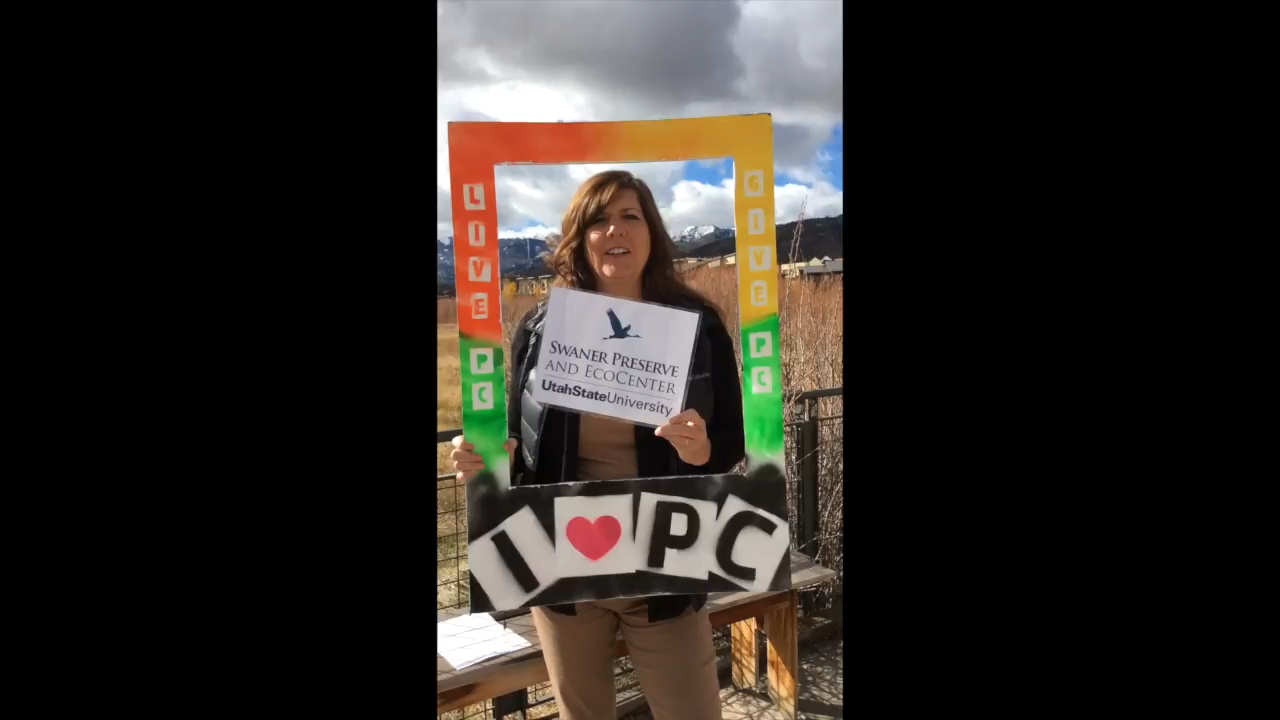 LIVE PC
GIVE PC
SWANER PRESERVE
AND ECOCENTER
UtahStateUniversity
I ♥ PC